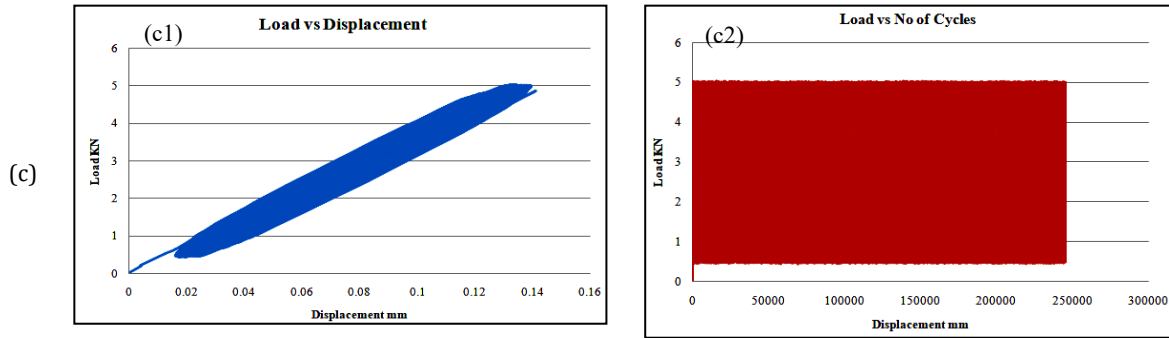 (c)
(c1)
Load vs Displacement
Load KN
6
5
4
3
2
1
0
0 0.02 0.04 0.06 0.08 0.1 0.12 0.14 0.16
Displacement mm
(c2)
Load vs No of Cycles
Load KN
6
5
4
3
2
1
0
0 50000 100000 150000 200000 250000 300000
Displacement mm